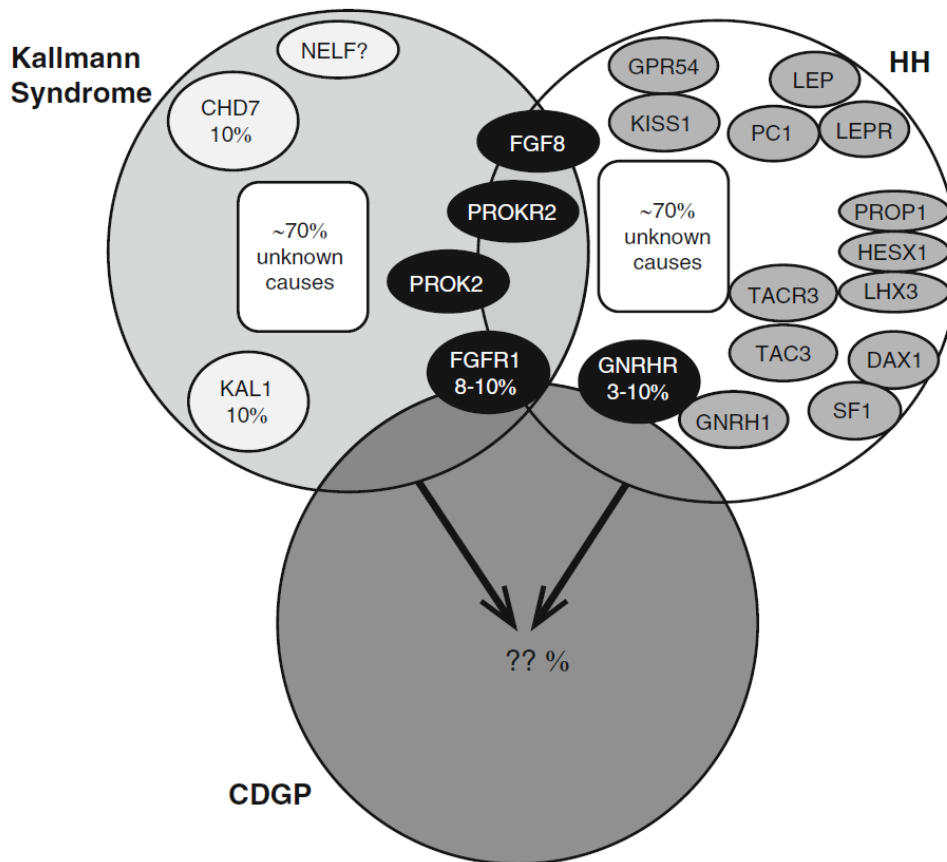 Kallmann
Syndrome
NELF?
CHD7
10%
~70%
unknown
causes
KAL1
10%
FGF8
PROKR2
PROK2
FGFR1
8-10%
HH
GPR54
KISS1
LEP
PC1
LEPR
~70%
unknown
causes
PROP1
HESX1
LHX3
TACR3
TAC3
DAX1
SF1
GNRHR
3-10%
GNRH1
?? %
CDGP